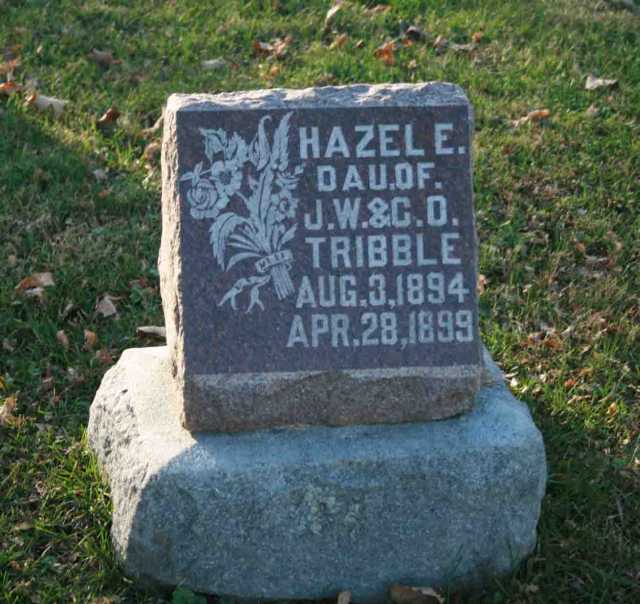 HAZEL E.
DAU. OF.
J.W. & C.O.
TRIBBLE
AUG. 3, 1894
APR. 28, 1899